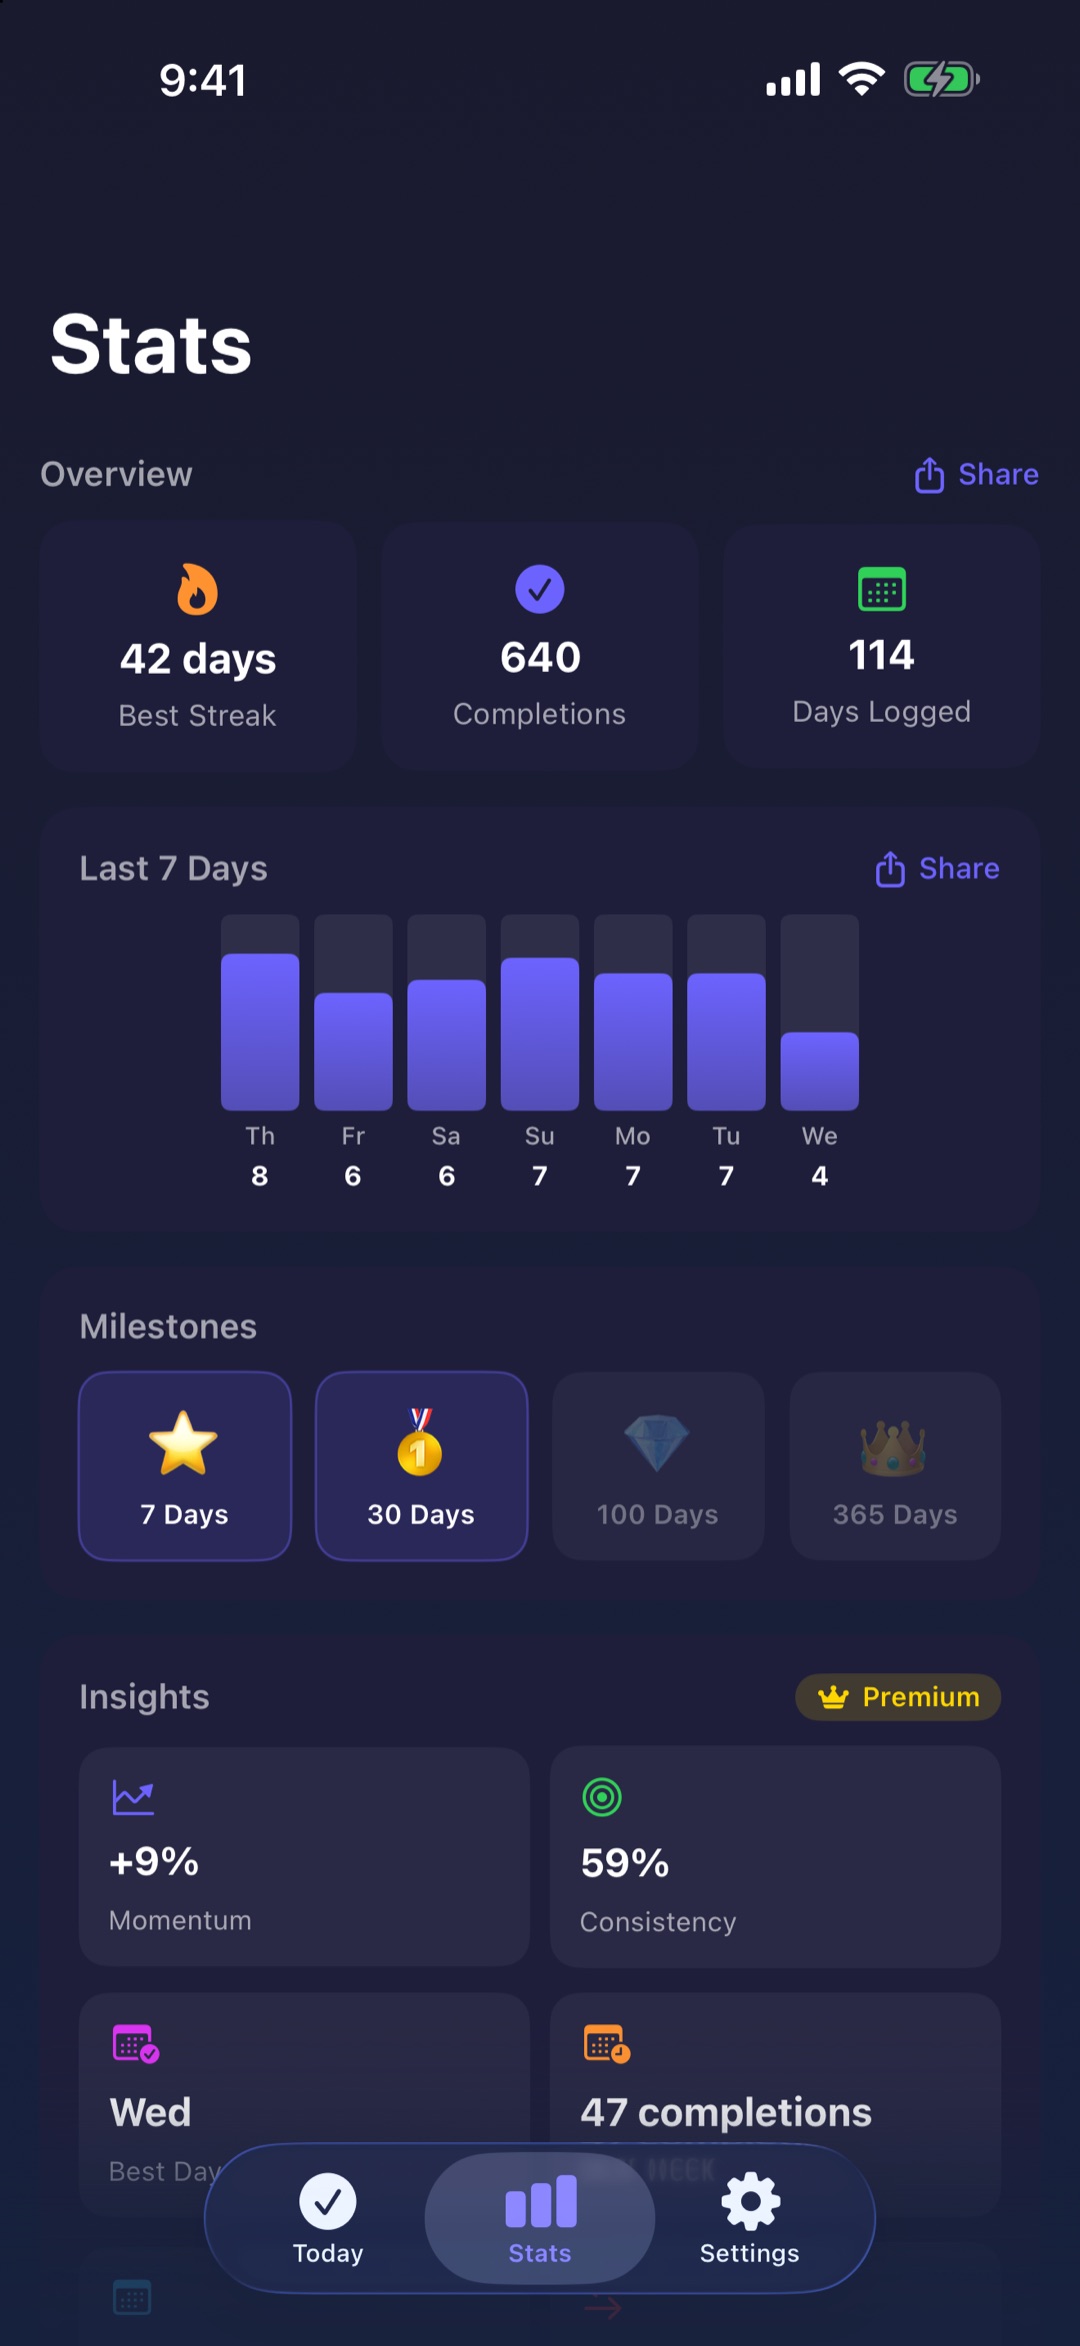 9:41
Stats
Overview
Share
42 days
Best Streak
640
Completions
114
Days Logged
Last 7 Days
Share
Th Fr Sa Su Mo Tu We
8 6 6 7 7 7 4
Milestones
7 Days
30 Days
100 Days
365 Days
Insights
Premium
+9%
Momentum
59%
Consistency
Wed
Best Day
47 completions
Today
Stats
Settings